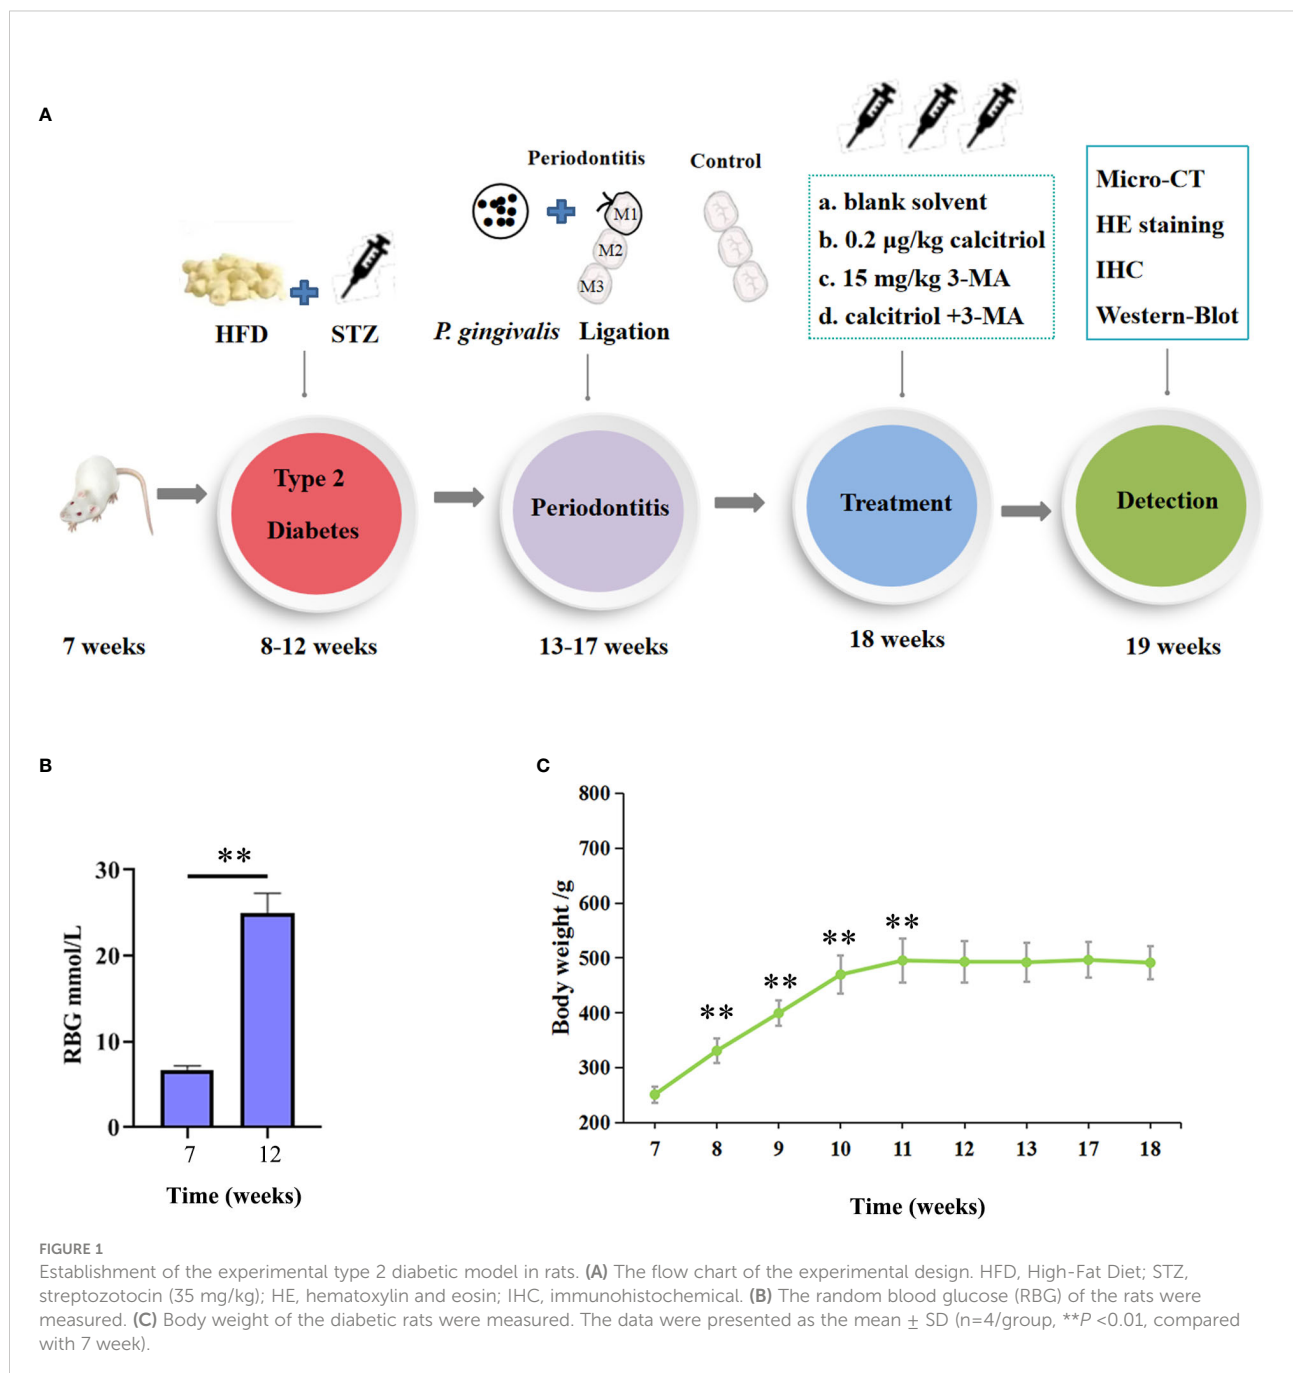 A
Periodontitis
Control
M1
M2
M3
HFD
STZ
P. gingivalis
Ligation
a. blank solvent
b. 0.2 μg/kg calcitriol
c. 15 mg/kg 3-MA
d. calcitriol +3-MA
Micro-CT
HE staining
IHC
Western-Blot
Type 2
Diabetes
Periodontitis
Treatment
Detection
7 weeks
8-12 weeks
13-17 weeks
18 weeks
19 weeks
B
RBG mmol/L
30
20
10
0
**
7
12
Time (weeks)
C
Body weight /g
800
700
600
500
400
300
200
**
**
**
**
7
8
9
10
11
12
13
17
18
Time (weeks)
FIGURE 1
Establishment of the experimental type 2 diabetic model in rats. (A) The flow chart of the experimental design. HFD, High-Fat Diet; STZ,
streptozotocin (35 mg/kg); HE, hematoxylin and eosin; IHC, immunohistochemical. (B) The random blood glucose (RBG) of the rats were
measured. (C) Body weight of the diabetic rats were measured. The data were presented as the mean ± SD (n=4/group, **P <0.01, compared
with 7 week).